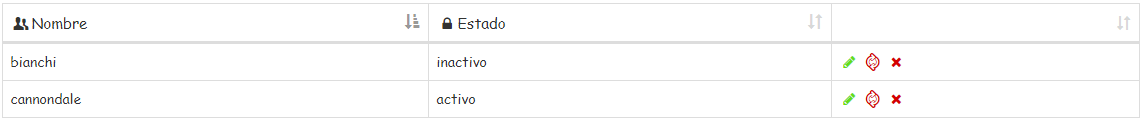 Nombre Estado
bianchi inactivo
cannondale activo